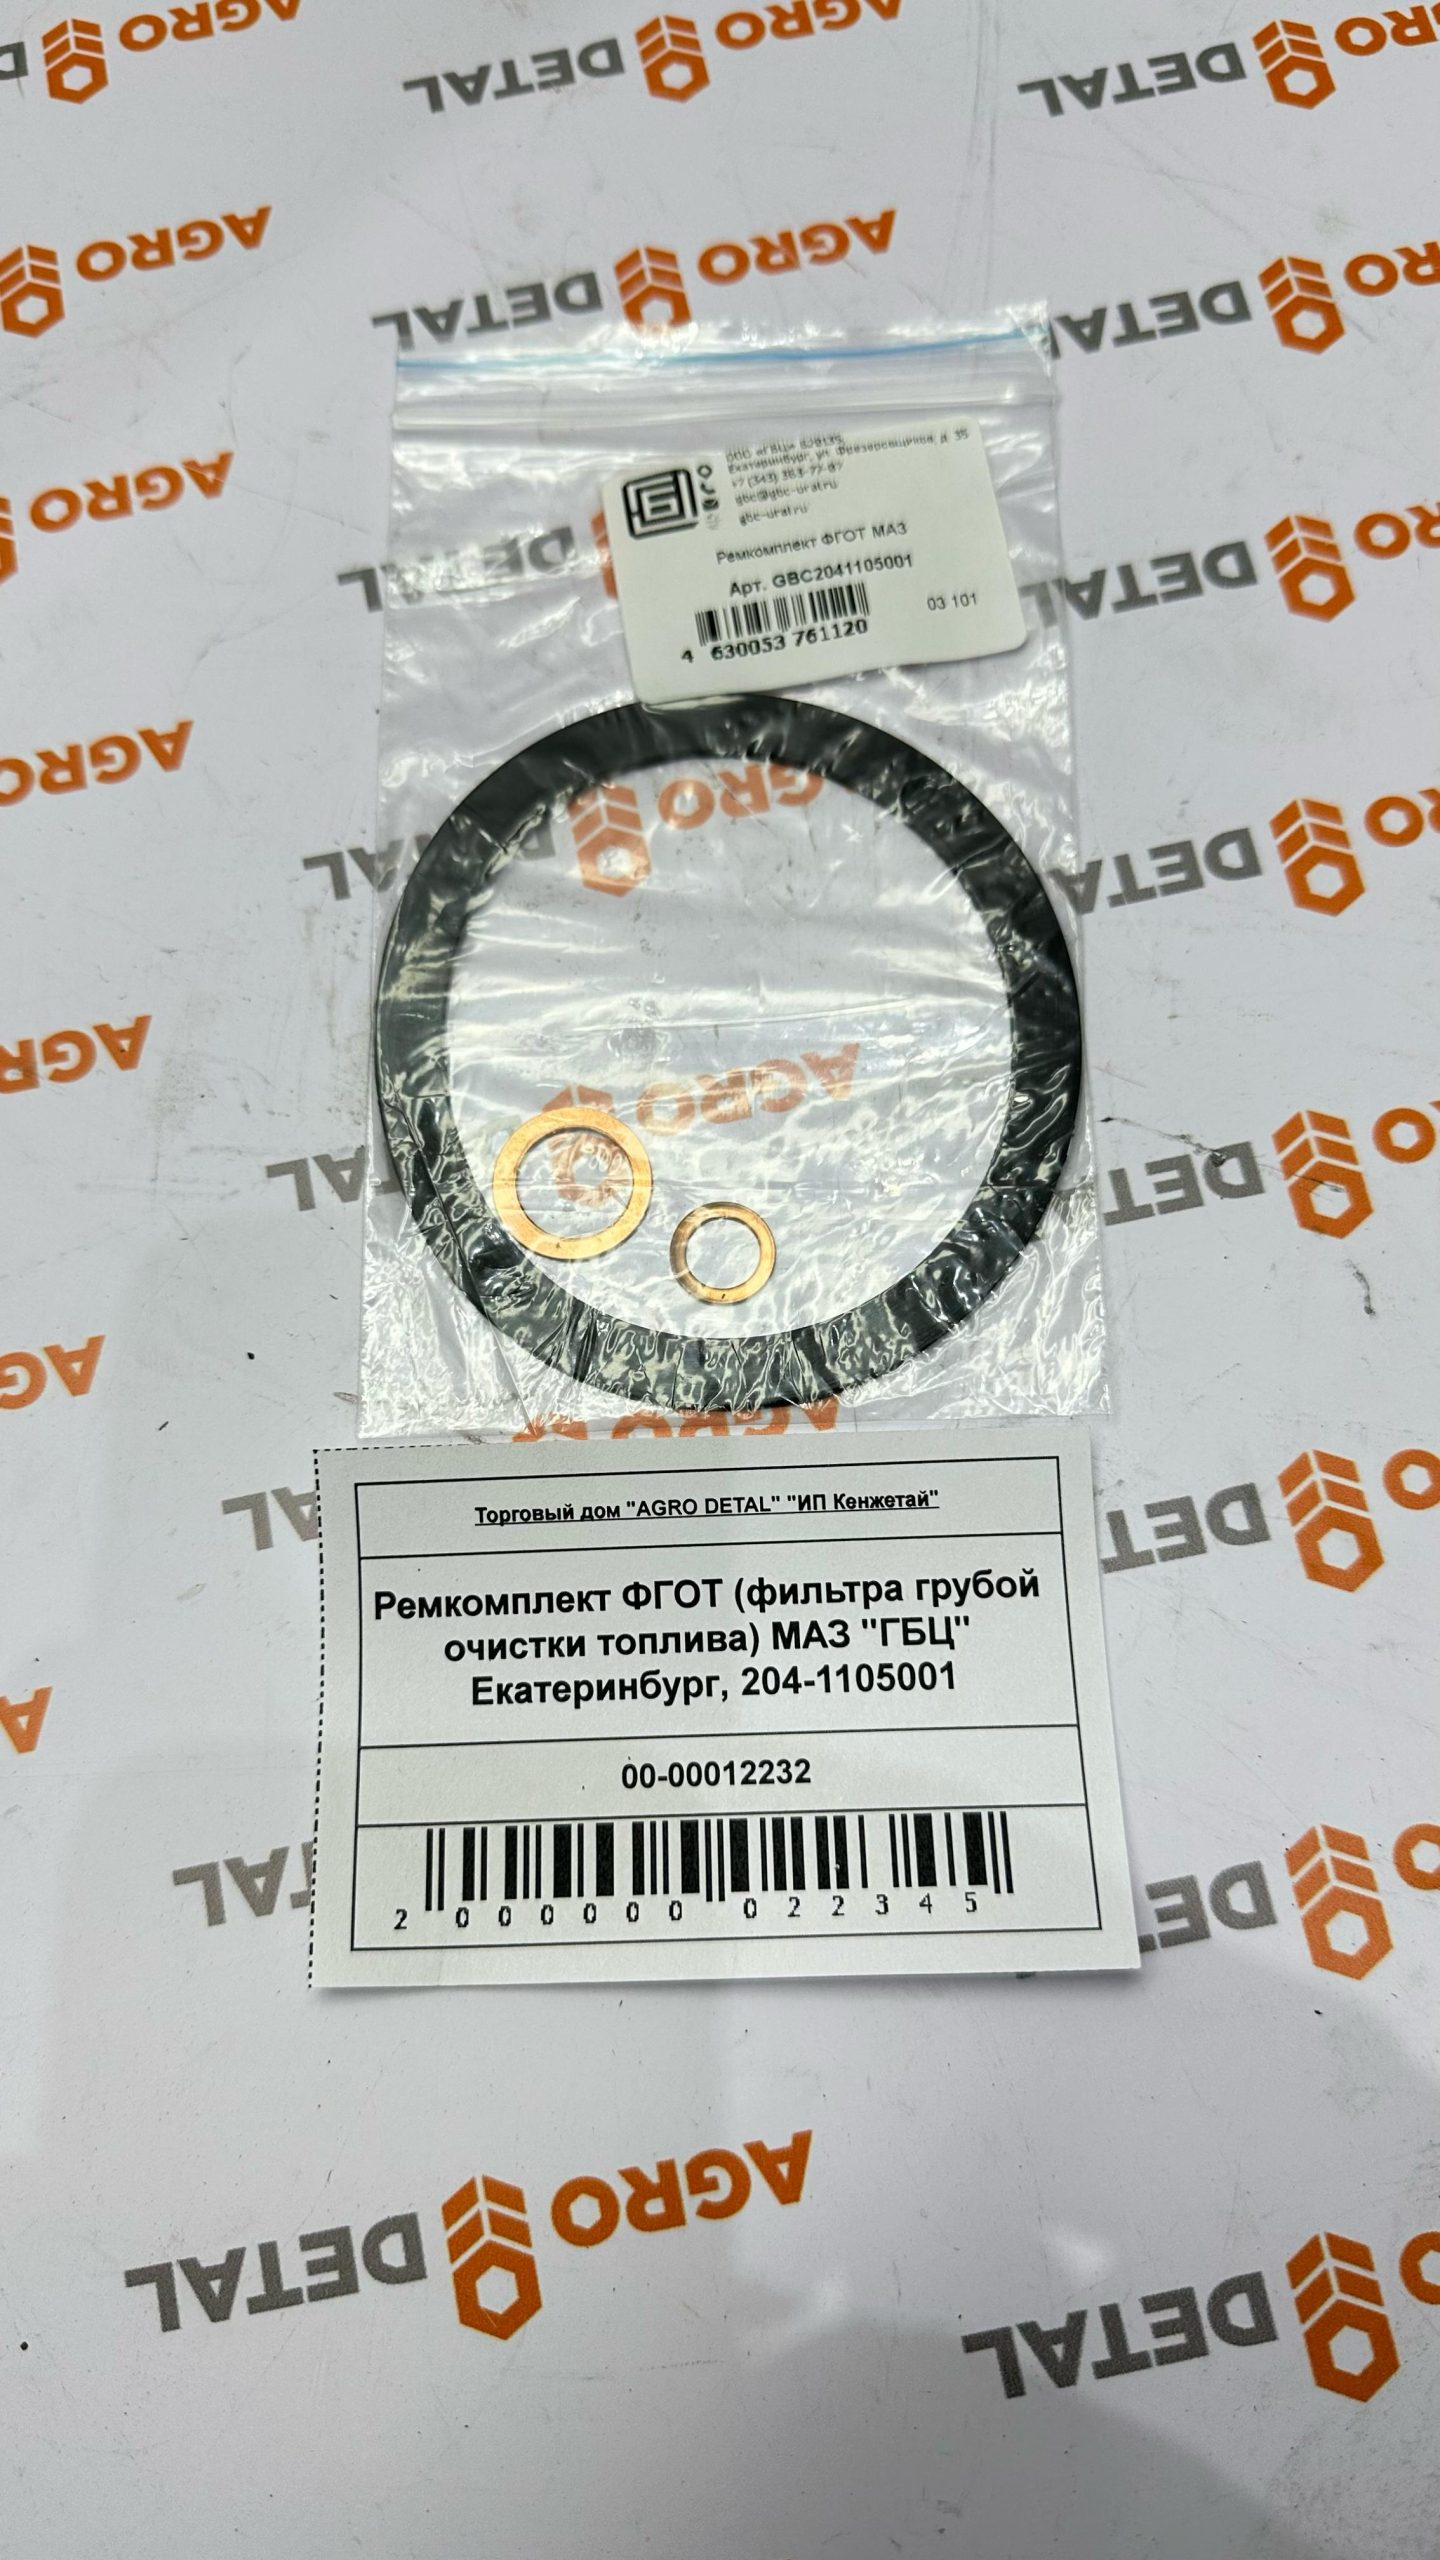 ООО «ГБЦ» 620135,
Екатеринбург, ул. Фрезеровщиков, д. 35
+7 (343) 383-77-87
gbc@gbc-ural.ru
gbc-ural.ru
Ремкомплект ФГОТ МАЗ
Арт. GBC2041105001
03 101
4 630053 761120
Торговый дом "AGRO DETAL" "ИП Кенжетай"
Ремкомплект ФГОТ (фильтра грубой
очистки топлива) МАЗ "ГБЦ"
Екатеринбург, 204-1105001
00-00012232
2 000000 022345
AGRO DETAL